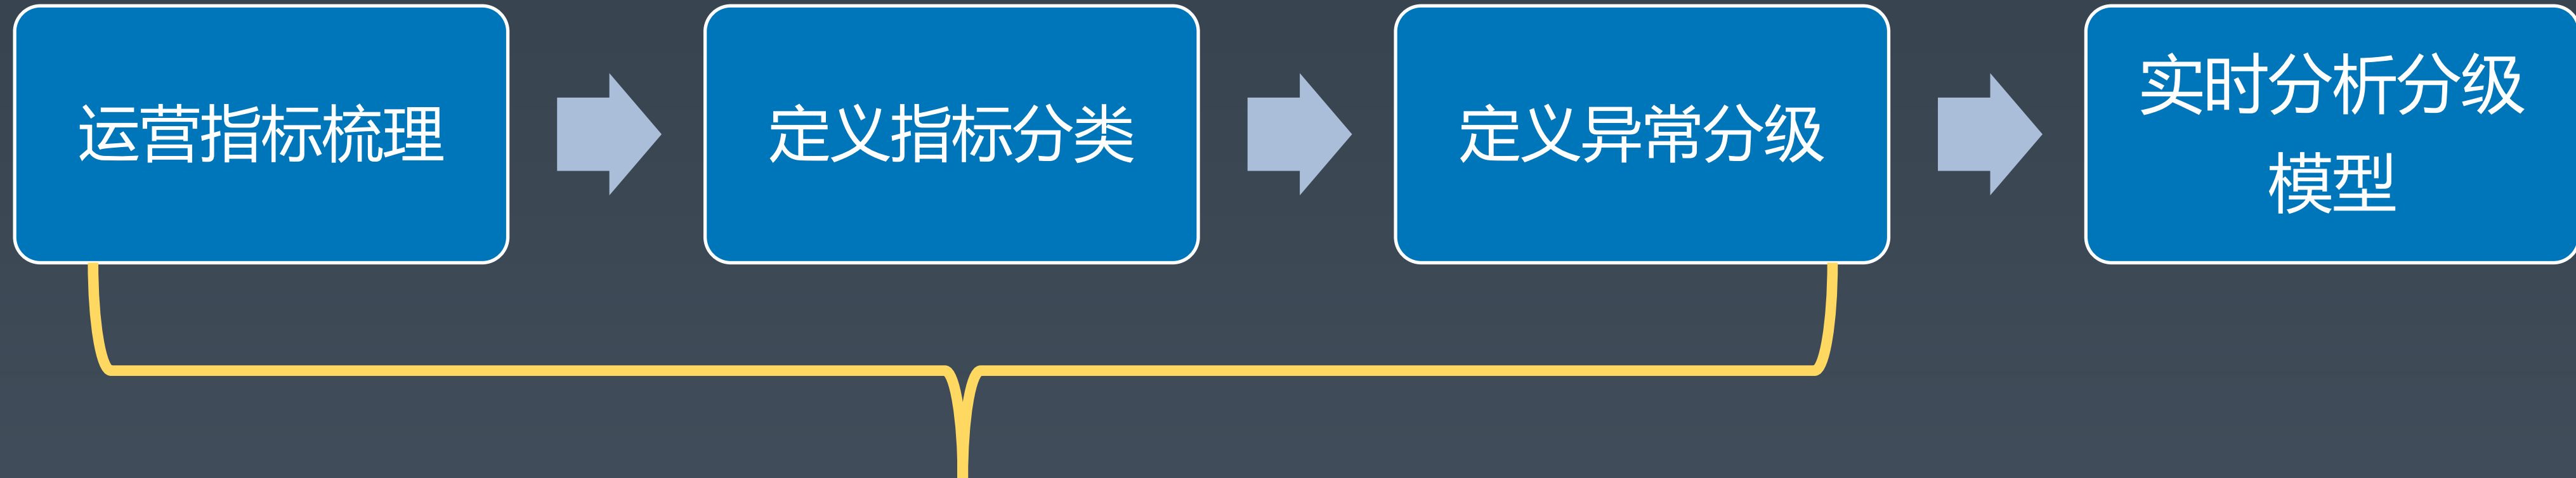 运营指标梳理
定义指标分类
定义异常分级
实时分析分级
模型